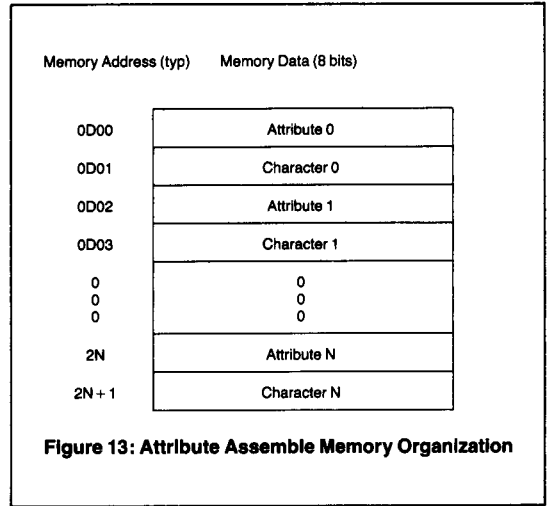 Memory Address (typ) Memory Data (8 bits)
0D00 Attribute 0
0D01 Character 0
0D02 Attribute 1
0D03 Character 1
0 0
0 0
0 0
2N Attribute N
2N + 1 Character N
Figure 13: Attribute Assemble Memory Organization